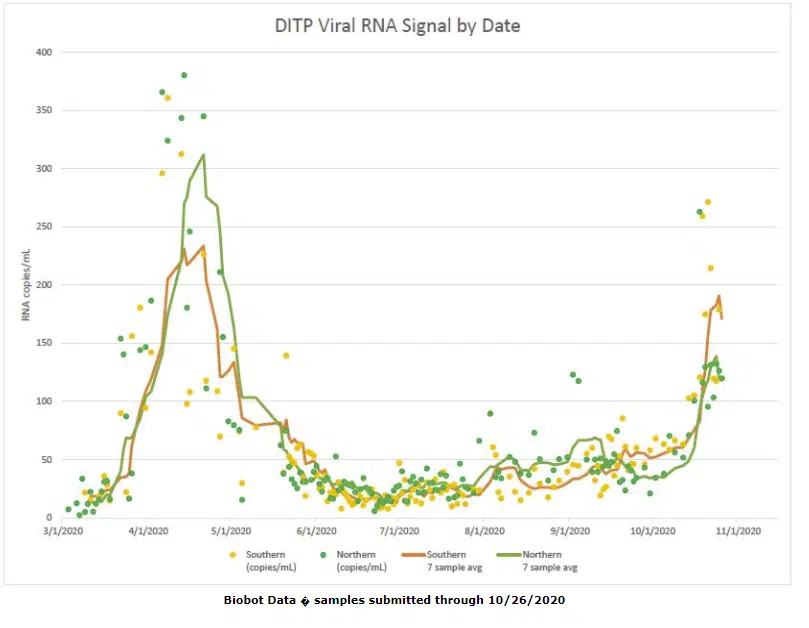 DITP Viral RNA Signal by Date
400
350
300
250
200
150
100
50
0
RNA copies/mL
3/1/2020 4/1/2020 5/1/2020 6/1/2020 7/1/2020 8/1/2020 9/1/2020 10/1/2020 11/1/2020
Southern Northern Southern Northern
(copies/mL) (copies/mL) 7 sample avg 7 sample avg
Biobot Data � samples submitted through 10/26/2020